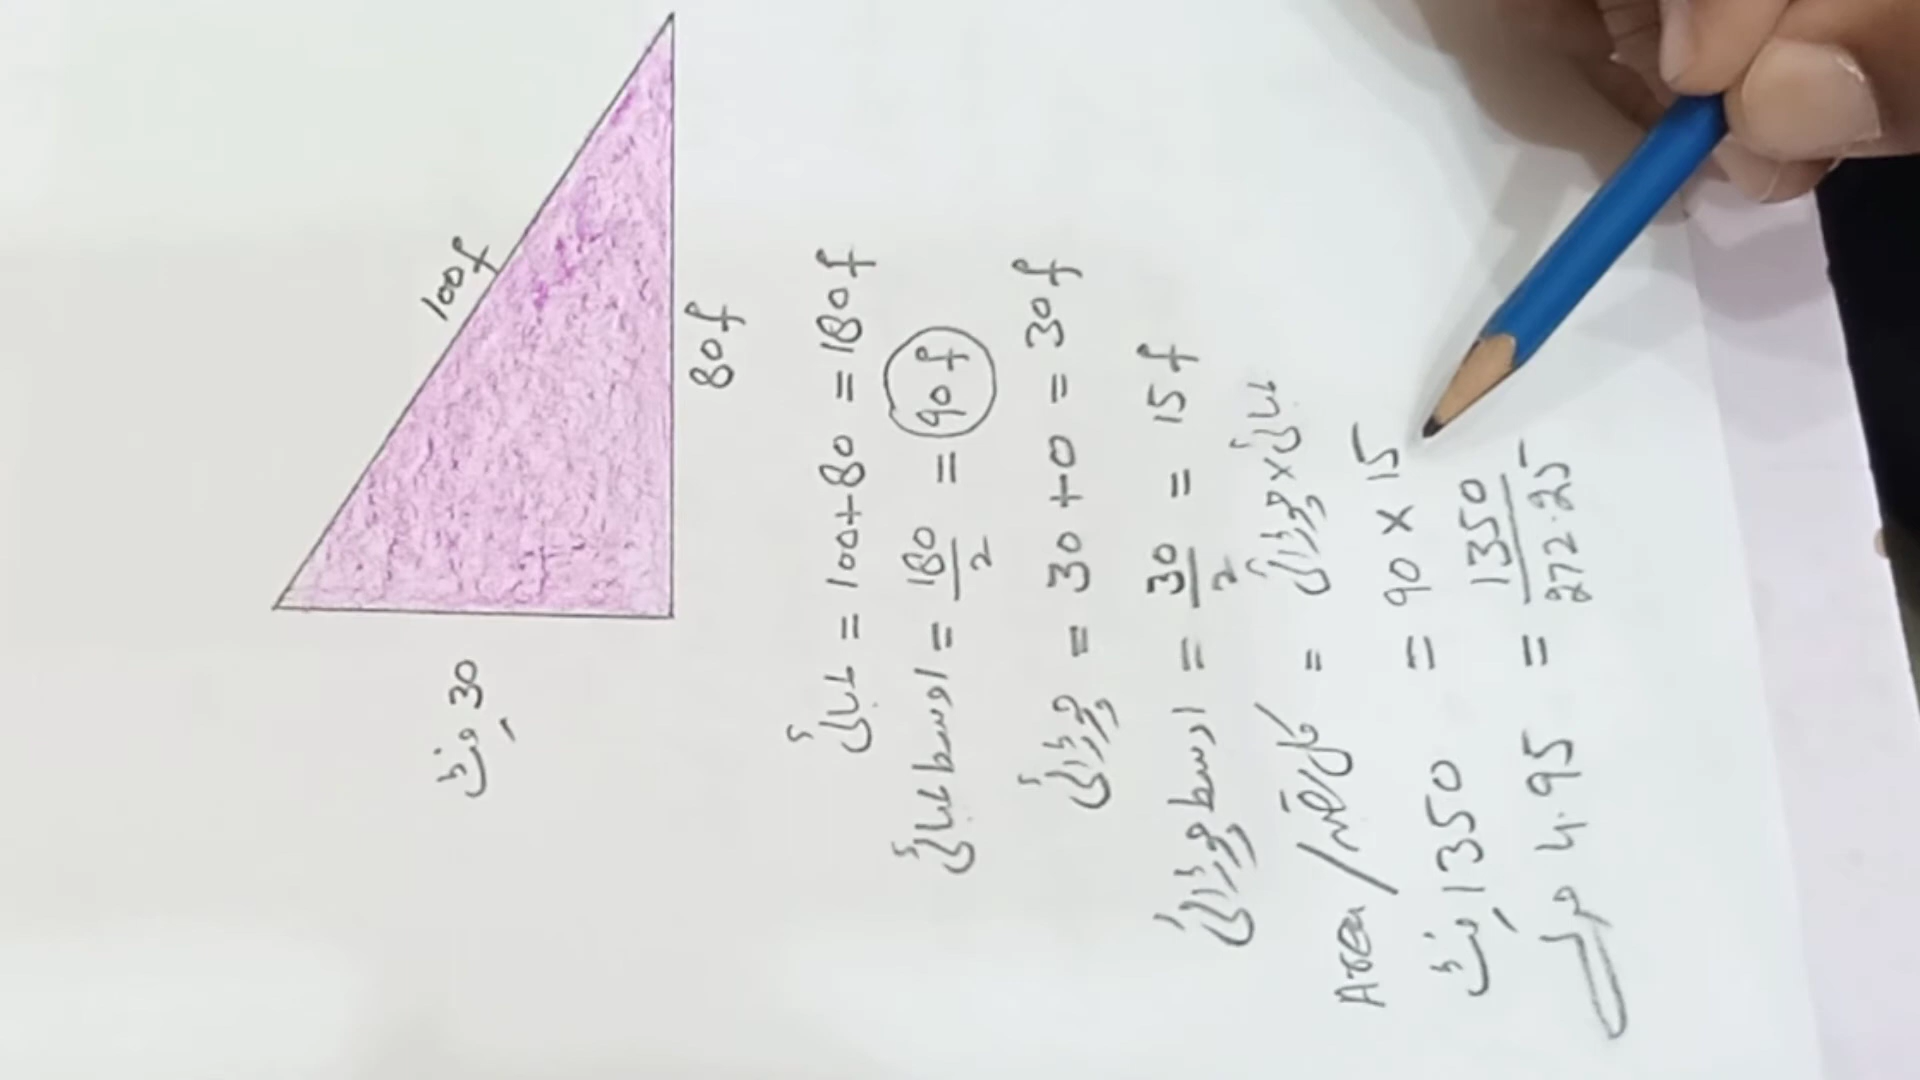 100f
80f
30 فٹ
لمبائی = 100+80 = 180f
اوسط لمبائی = 180/2 = 90f
چوڑائی = 30+0 = 30f
اوسط چوڑائی = 30/2 = 15f
Area / کل رقبہ = چوڑائی × لمبائی
1350 فٹ = 90 × 15
4.95 مرلے = 1350/272.25